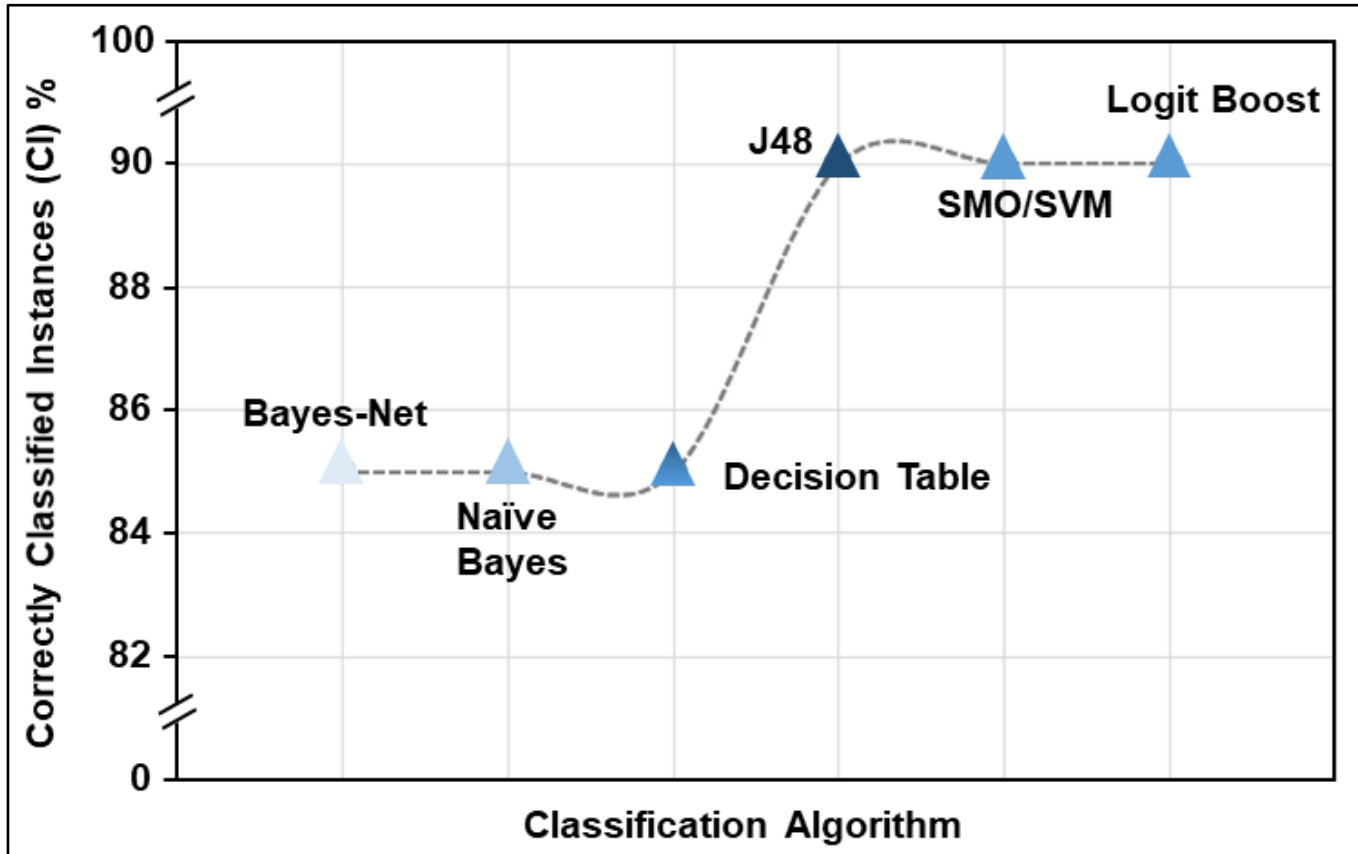 Correctly Classified Instances (CI) %
100
90
88
86
84
82
0
Bayes-Net
Naïve
Bayes
Decision Table
J48
SMO/SVM
Logit Boost
Classification Algorithm